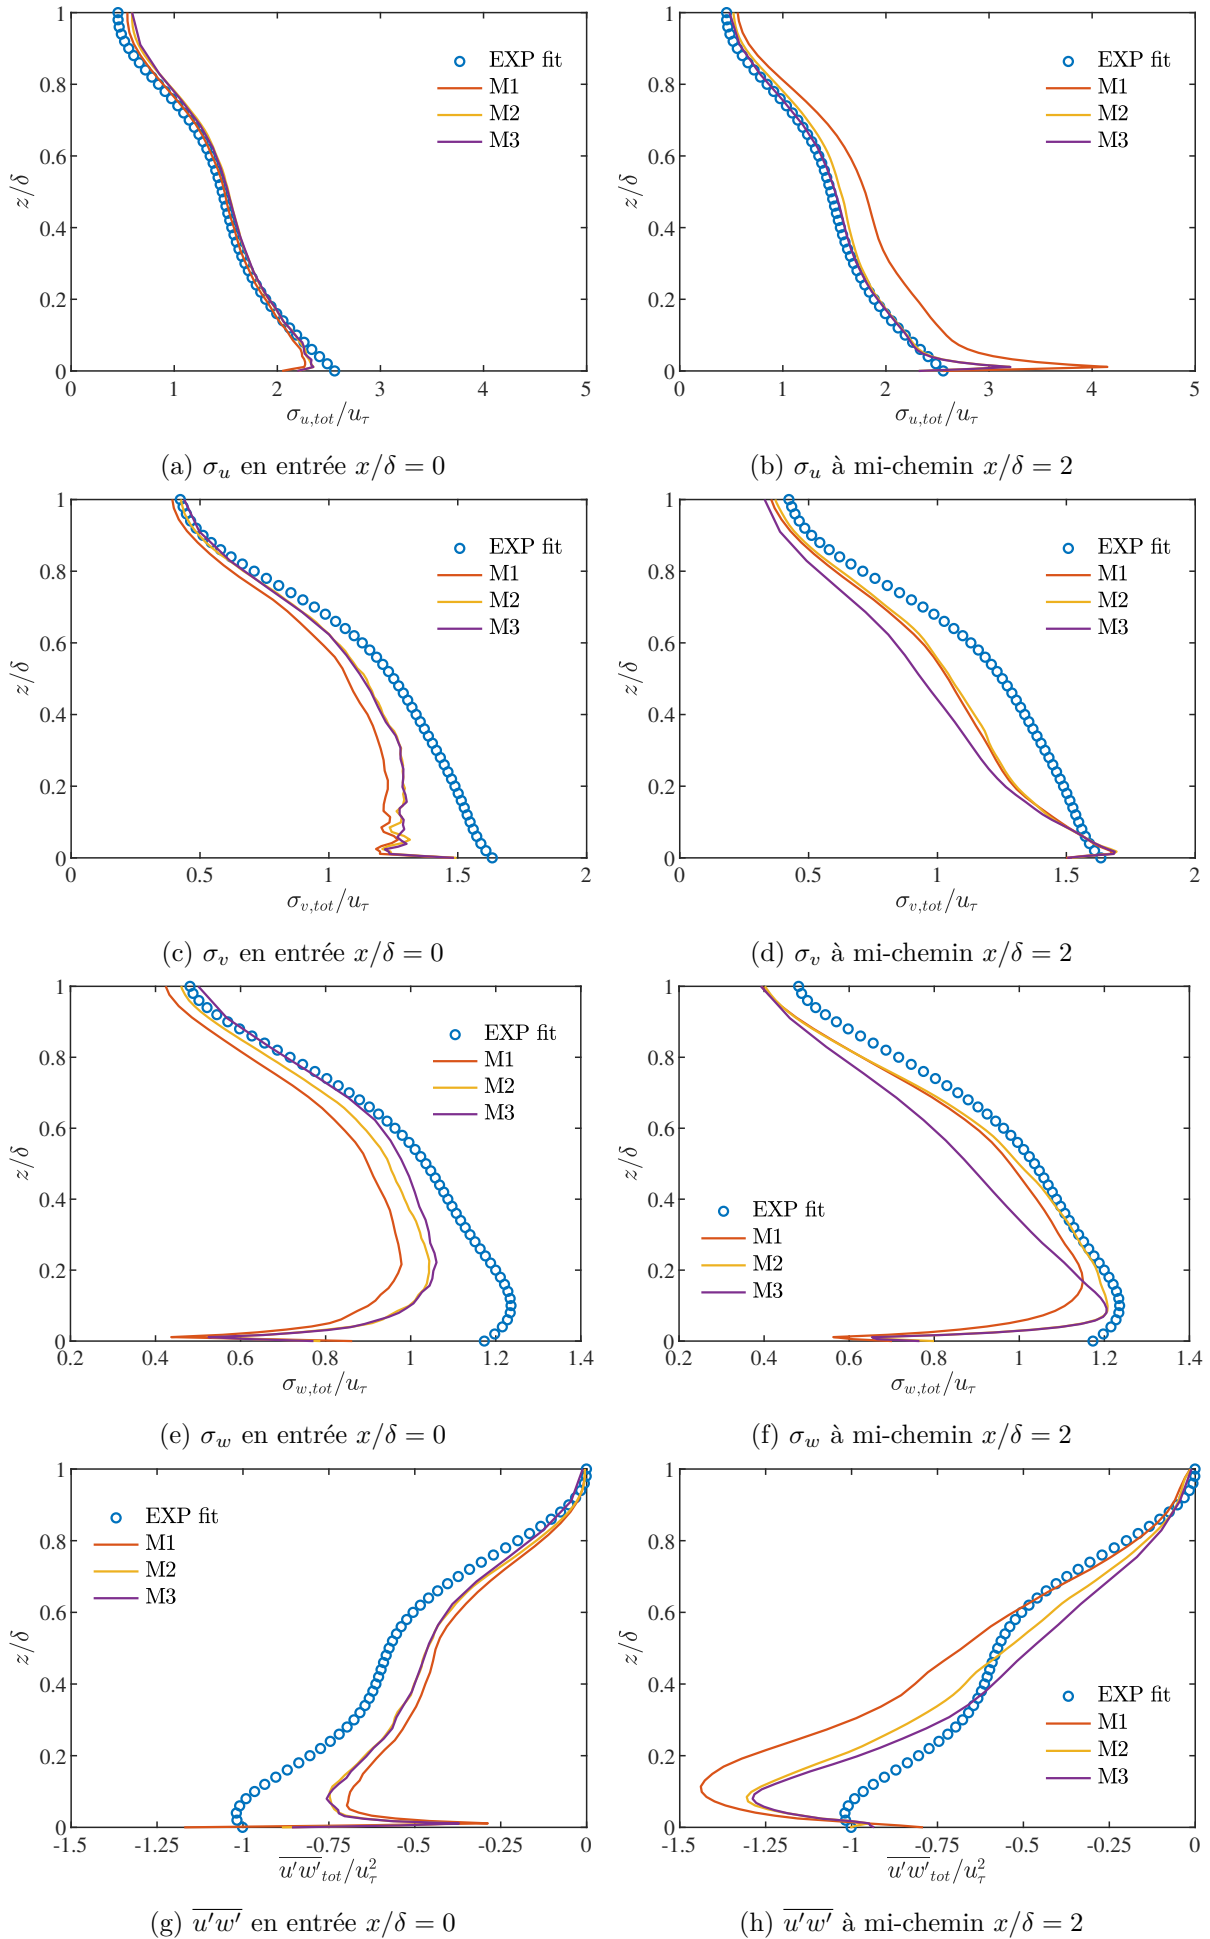 1
0.8
0.6
0.4
0.2
0
z/δ
EXP fit
M1
M2
M3
0 1 2 3 4 5
σ_{u,tot}/u_τ
(a) σ_u en entrée x/δ = 0
1
0.8
0.6
0.4
0.2
0
z/δ
EXP fit
M1
M2
M3
0 1 2 3 4 5
σ_{u,tot}/u_τ
(b) σ_u à mi-chemin x/δ = 2
1
0.8
0.6
0.4
0.2
0
z/δ
EXP fit
M1
M2
M3
0 0.5 1 1.5 2
σ_{v,tot}/u_τ
(c) σ_v en entrée x/δ = 0
1
0.8
0.6
0.4
0.2
0
z/δ
EXP fit
M1
M2
M3
0 0.5 1 1.5 2
σ_{v,tot}/u_τ
(d) σ_v à mi-chemin x/δ = 2
1
0.8
0.6
0.4
0.2
0
z/δ
EXP fit
M1
M2
M3
0.2 0.4 0.6 0.8 1 1.2 1.4
σ_{w,tot}/u_τ
(e) σ_w en entrée x/δ = 0
1
0.8
0.6
0.4
0.2
0
z/δ
EXP fit
M1
M2
M3
0.2 0.4 0.6 0.8 1 1.2 1.4
σ_{w,tot}/u_τ
(f) σ_w à mi-chemin x/δ = 2
1
0.8
0.6
0.4
0.2
0
z/δ
EXP fit
M1
M2
M3
-1.5 -1.25 -1 -0.75 -0.5 -0.25 0
\overline{u'w'}_{tot}/u_τ^2
(g) \overline{u'w'} en entrée x/δ = 0
1
0.8
0.6
0.4
0.2
0
z/δ
EXP fit
M1
M2
M3
-1.5 -1.25 -1 -0.75 -0.5 -0.25 0
\overline{u'w'}_{tot}/u_τ^2
(h) \overline{u'w'} à mi-chemin x/δ = 2